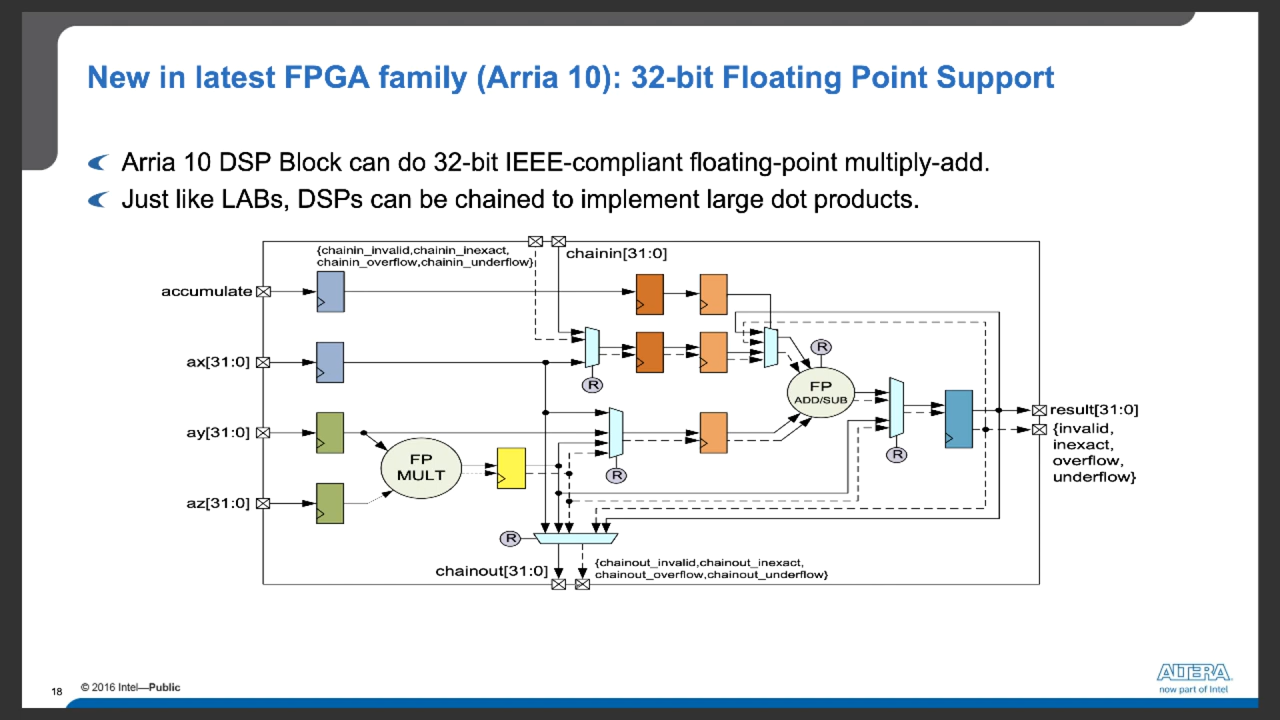 New in latest FPGA family (Arria 10): 32-bit Floating Point Support
Arria 10 DSP Block can do 32-bit IEEE-compliant floating-point multiply-add.
Just like LABs, DSPs can be chained to implement large dot products.
{chainin_invalid,chainin_inexact,
chainin_overflow,chainin_underflow}
chainin[31:0]
accumulate
ax[31:0]
R
R
FP
ADD/SUB
ay[31:0]
FP
MULT
R
R
result[31:0]
{invalid,
inexact,
overflow,
underflow}
az[31:0]
R
chainout[31:0]
{chainout_invalid,chainout_inexact,
chainout_overflow,chainout_underflow}
18
© 2016 Intel—Public
ALTERA
now part of Intel